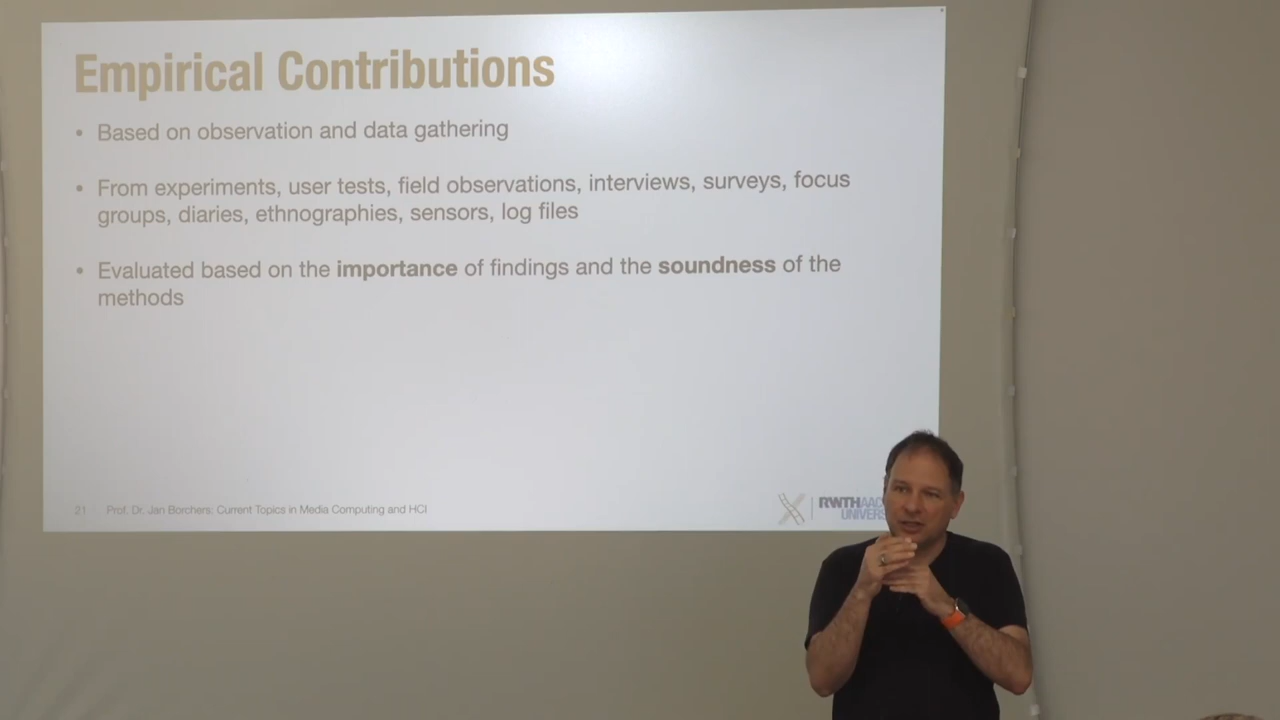 Empirical Contributions
• Based on observation and data gathering
• From experiments, user tests, field observations, interviews, surveys, focus
groups, diaries, ethnographies, sensors, log files
• Evaluated based on the importance of findings and the soundness of the
methods
21 Prof. Dr. Jan Borchers: Current Topics in Media Computing and HCI
RWTHAAC
UNIVERS